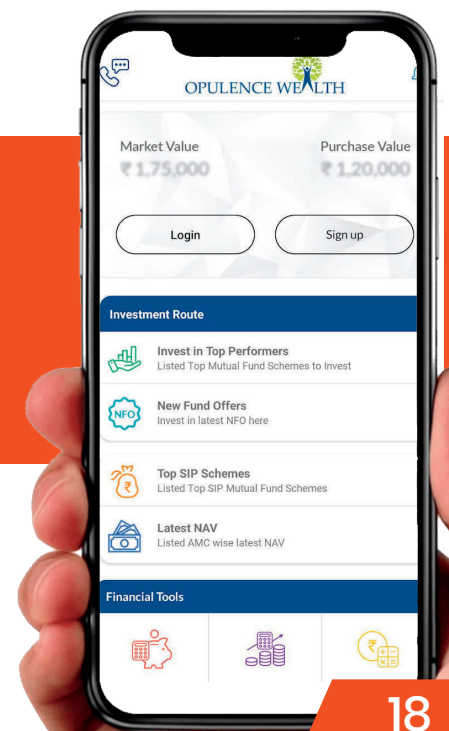 OPULENCE WEALTH
Market Value
Purchase Value
₹ 1,75,000
₹ 1,20,000
Login
Sign up
Investment Route
Invest in Top Performers
Listed Top Mutual Fund Schemes to Invest
NFO
New Fund Offers
Invest in latest NFO here
₹
Top SIP Schemes
Listed Top SIP Mutual Fund Schemes
Latest NAV
Listed AMC wise latest NAV
Financial Tools
₹
18